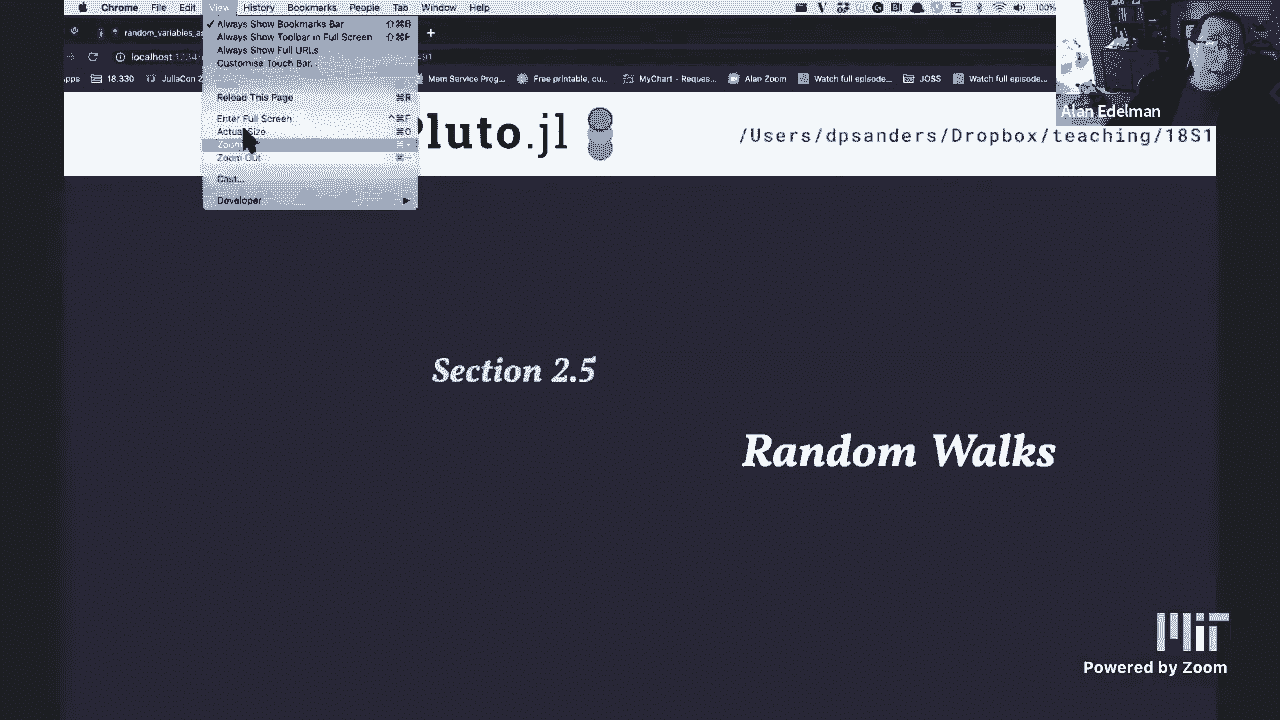 Chrome File Edit View History Bookmarks People Tab Window Help 100%
Always Show Bookmarks Bar ⇧⌘B
random_variables_as
Always Show Toolbar in Full Screen ⇧⌘F
Always Show Full URLs
localhost
Customise Touch Bar...
18.330 JuliaCon Mem Service Prog... Free printable, cu... MyChart - Reques... Alan Zoom Watch full episode... JOSS Watch full episode...
Reload This Page ⌘R
Alan Edelman
Enter Full Screen
Actual Size
Pluto.jl
/Users/dpsanders/Dropbox/teaching/18S1
Zoom
Zoom Out
Cast...
Developer
Section 2.5
Random Walks
MIT
Powered by Zoom